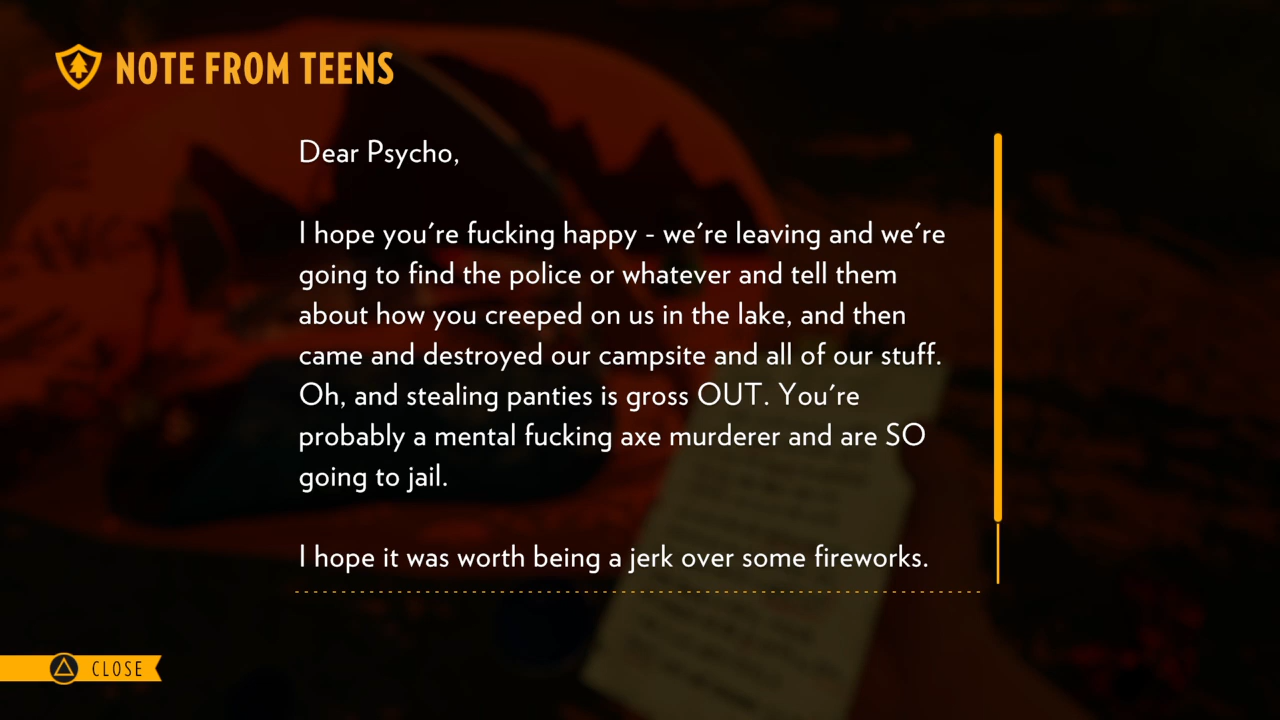 NOTE FROM TEENS
Dear Psycho,
I hope you're fucking happy - we're leaving and we're
going to find the police or whatever and tell them
about how you creeped on us in the lake, and then
came and destroyed our campsite and all of our stuff.
Oh, and stealing panties is gross OUT. You're
probably a mental fucking axe murderer and are SO
going to jail.
I hope it was worth being a jerk over some fireworks.
CLOSE